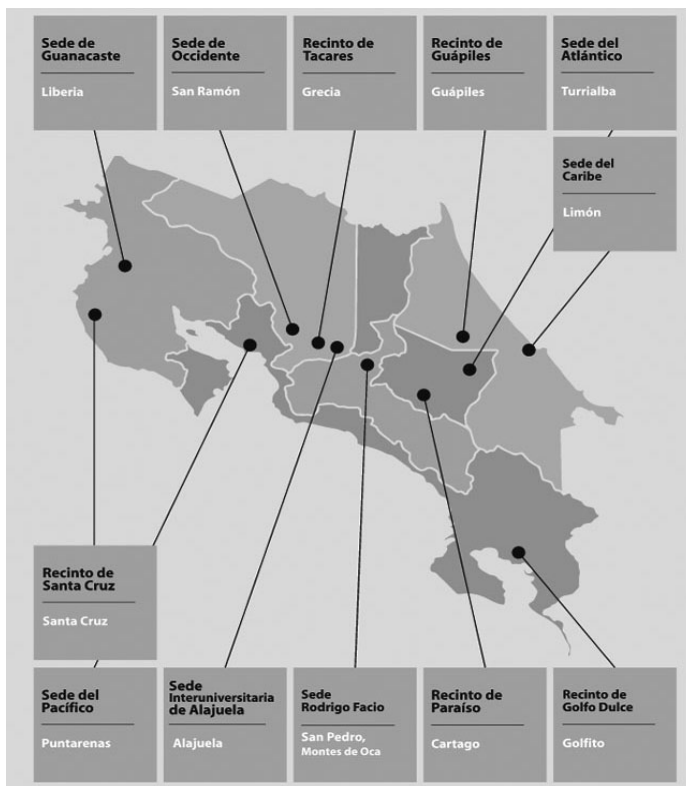 Sede de
Guanacaste
Liberia
Sede de
Occidente
San Ramón
Recinto de
Tacares
Grecia
Recinto de
Guápiles
Guápiles
Sede del
Atlántico
Turrialba
Sede del
Caribe
Limón
Recinto de
Santa Cruz
Santa Cruz
Sede del
Pacífico
Puntarenas
Sede
Interuniversitaria
de Alajuela
Alajuela
Sede
Rodrigo Facio
San Pedro,
Montes de Oca
Recinto de
Paraíso
Cartago
Recinto de
Golfo Dulce
Golfito